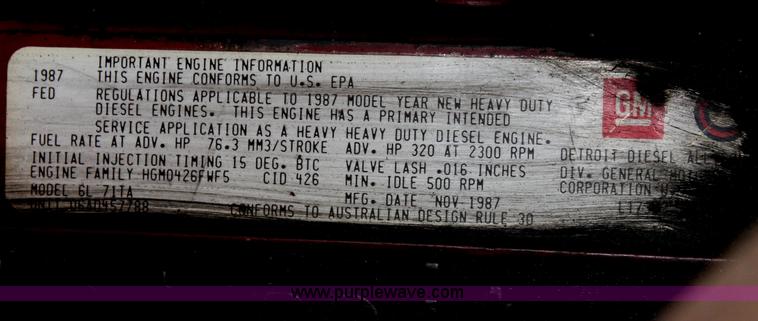 IMPORTANT ENGINE INFORMATION
1987 THIS ENGINE CONFORMS TO U.S. EPA
FED REGULATIONS APPLICABLE TO 1987 MODEL YEAR NEW HEAVY DUTY
DIESEL ENGINES. THIS ENGINE HAS A PRIMARY INTENDED
SERVICE APPLICATION AS A HEAVY HEAVY DUTY DIESEL ENGINE.
FUEL RATE AT ADV. HP 76.3 MM3/STROKE ADV. HP 320 AT 2300 RPM
INITIAL INJECTION TIMING 15 DEG. BTC VALVE LASH .016 INCHES
ENGINE FAMILY HGM0426FWF5 CID 426 MIN. IDLE 500 RPM
MODEL 6L 71TA MFG. DATE NOV 1987
UNIT CONFORMS TO AUSTRALIAN DESIGN RULE 30
GM
DETROIT DIESEL
DIV. GENERAL
CORPORATION
www.purplewave.com